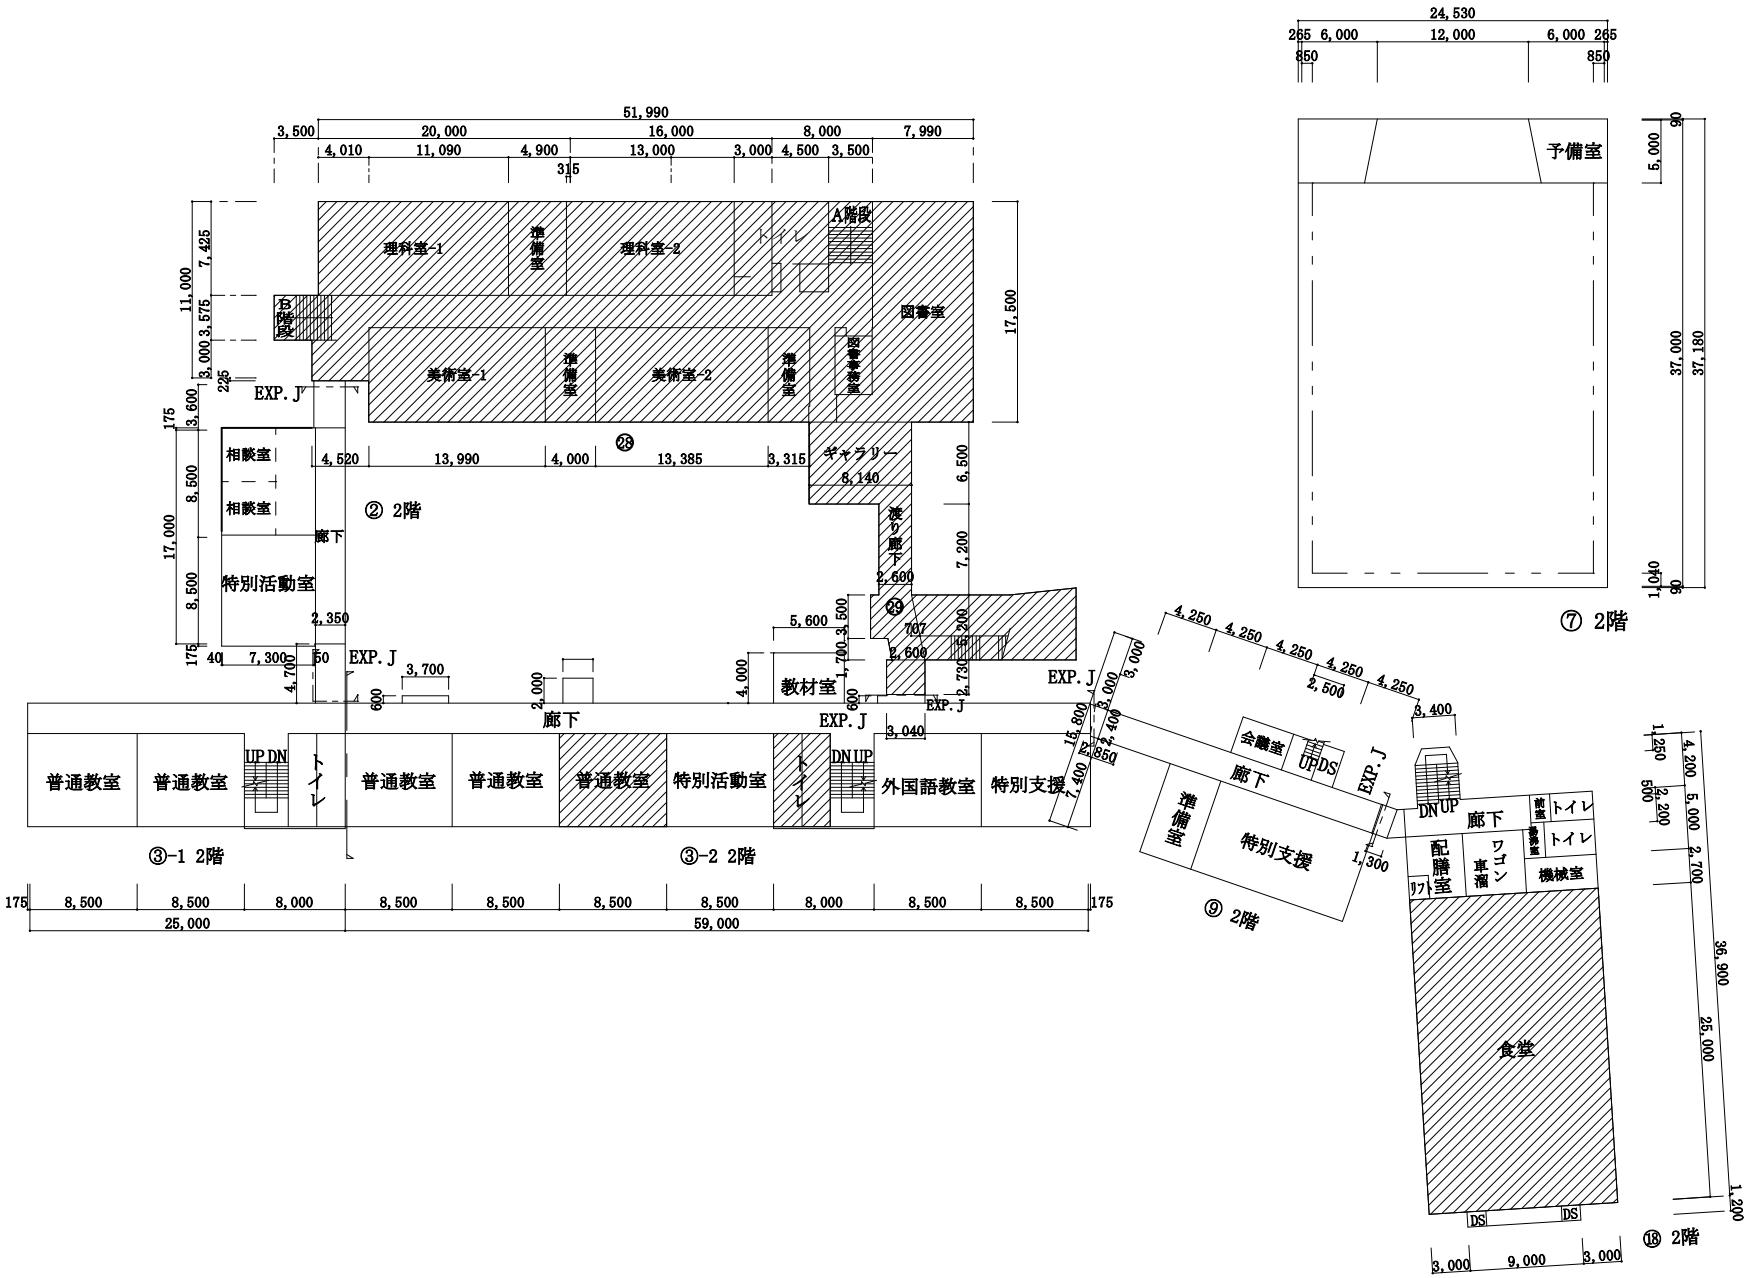 24,530
265 6,000 12,000 6,000 265
850 850
予備室
90
5,000
37,000
37,180
1,040
90
⑦ 2階
51,990
3,500 20,000 16,000 8,000 7,990
4,010 11,090 4,900 13,000 3,000 4,500 3,500
315
7,425
11,000
3,575
3,000
225
理科室-1
準備室
理科室-2
トイレ
A階段
B階段
図書室
17,500
美術室-1
準備室
美術室-2
準備室
図書事務室
EXP.J
175
3,600
㉘
4,520 13,990 4,000 13,385 3,315
ギャラリー
8,140
6,500
相談室
相談室
8,500
17,000
② 2階
廊下
渡り廊下
7,200
特別活動室
8,500
2,350
2,600
㉙
3,500
707
5,200
5,600
175
40 7,300 50
EXP.J
4,700
3,700
600
2,000
4,000
1,700
2,600
2,730
教材室
600
EXP.J
EXP.J
EXP.J
廊下
3,040
普通教室
普通教室
UP DN
トイレ
普通教室
普通教室
普通教室
特別活動室
トイレ
DN UP
外国語教室
特別支援
③-1 2階
③-2 2階
175 8,500 8,500 8,000 8,500 8,500 8,500 8,500 8,000 8,500 8,500 175
25,000 59,000
4,250
4,250
4,250
4,250
4,250
2,500
3,000
3,000
15,800
2,400
2,850
7,400
会議室
UP DS
廊下
準備室
特別支援
EXP.J
1,300
⑨ 2階
3,400
DN UP
廊下
前室
トイレ
湯沸室
トイレ
配膳室
ワゴン車溜
機械室
リフト
食堂
DS
DS
1,250
4,200
500
2,200
5,000
2,700
36,900
25,000
1,200
⑱ 2階
3,000 9,000 3,000